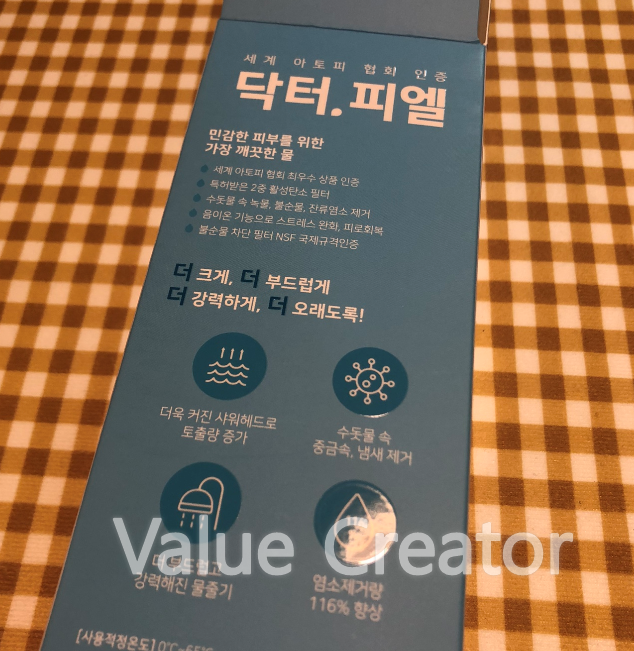 세계 아토피 협회 인증
닥터.피엘
민감한 피부를 위한
가장 깨끗한 물
세계 아토피 협회 최우수 상품 인증
특허받은 2중 활성탄소 필터
수돗물 속 녹물, 불순물, 잔류염소 제거
음이온 기능으로 스트레스 완화, 피로회복
불순물 차단 필터 NSF 국제규격인증
더 크게, 더 부드럽게
더 강력하게, 더 오래도록!
더욱 커진 샤워헤드로
토출량 증가
수돗물 속
중금속, 냄새 제거
더 부드럽고
강력해진 물줄기
염소제거량
116% 향상
[사용적정온도] 0℃~65℃
Value Creator